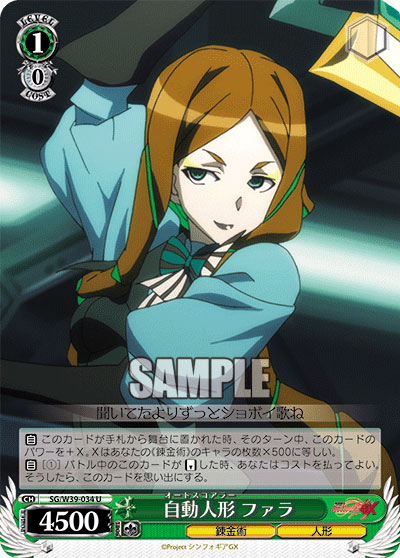 LEVEL
1
0
COST
SAMPLE
聞いてたよりずっとショボイ歌ね
自 このカードが手札から舞台に置かれた時、そのターン中、このカードの
パワーを+X。Xはあなたの《錬金術》のキャラの枚数×500に等しい。
自 [①] バトル中のこのカードが【リバース】した時、あなたはコストを払ってよい。
そうしたら、このカードを思い出にする。
CH SG/W39-034 U
4500
オートスコアラー
自動人形 ファラ
錬金術
人形
©Project シンフォギアGX